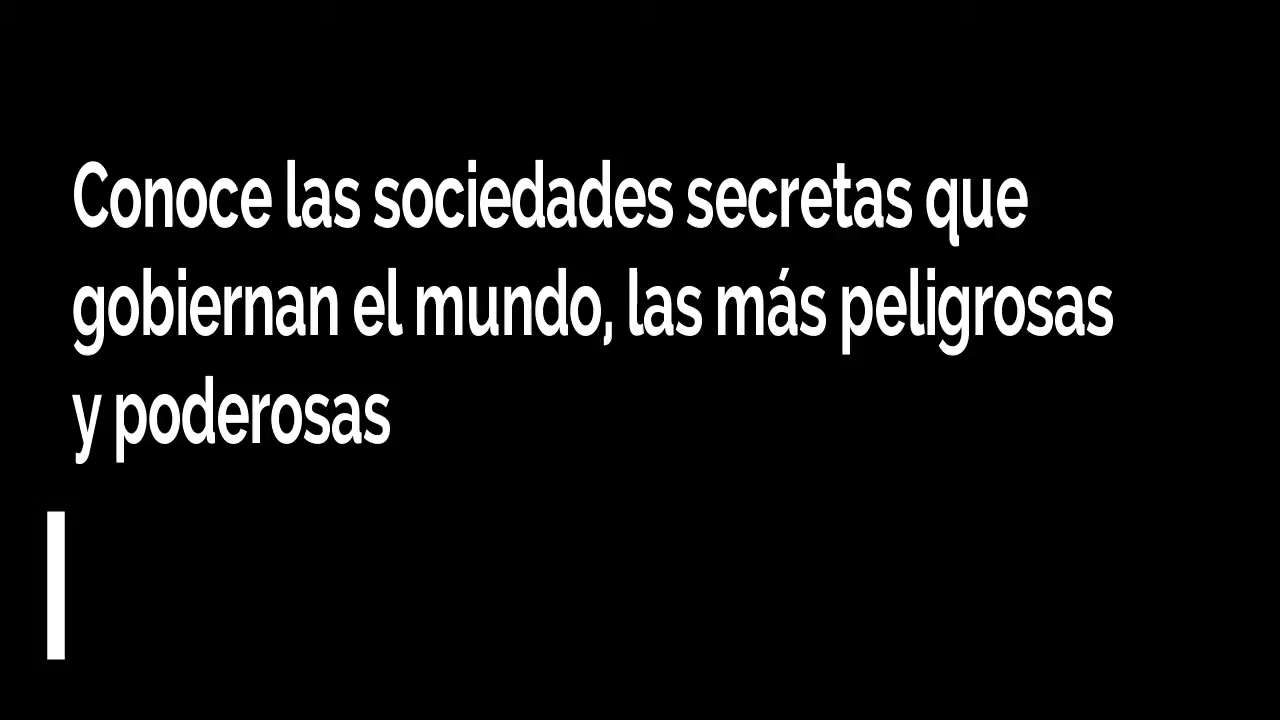 Conoce las sociedades secretas que
gobiernan el mundo, las más peligrosas
y poderosas